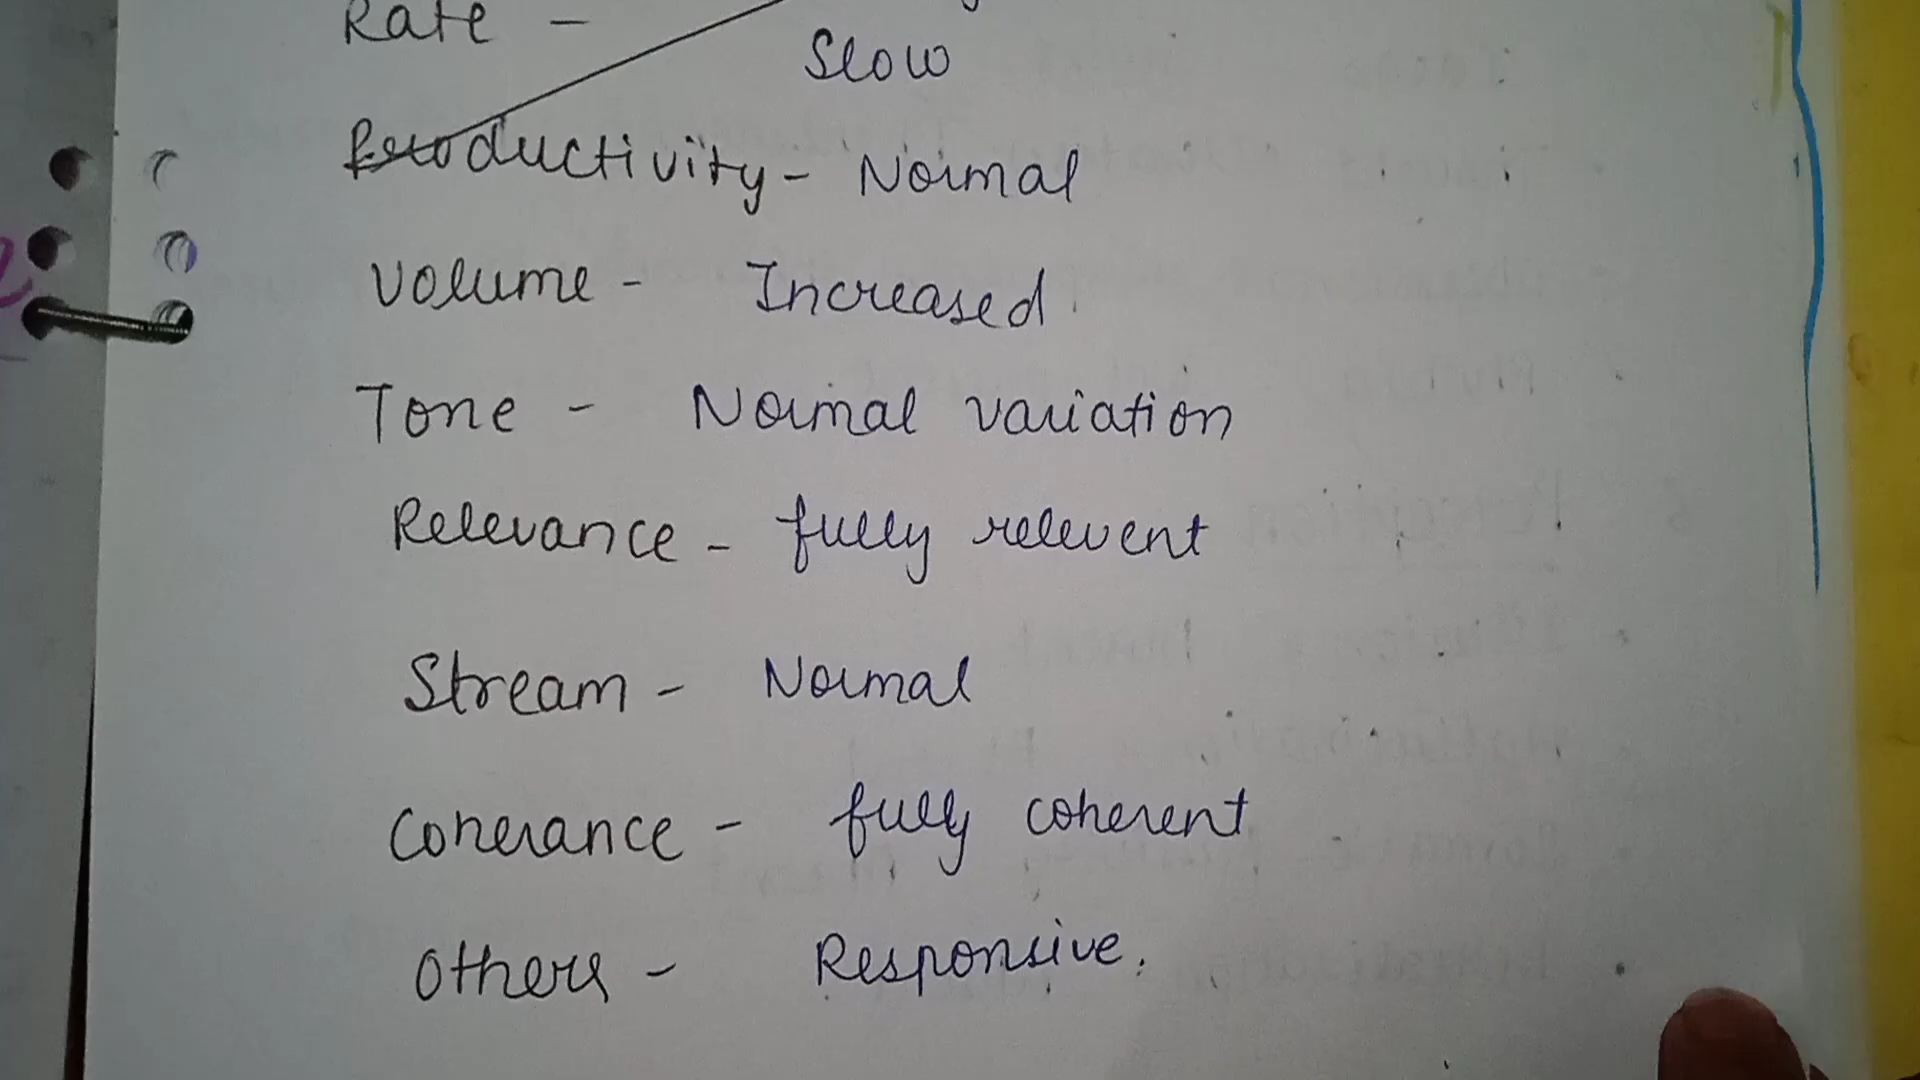 Rate -
Slow
Productivity - Normal
Volume - Increased
Tone - Normal variation
Relevance - fully relevent
Stream - Normal
Coherance - fully coherent
Others - Responsive.